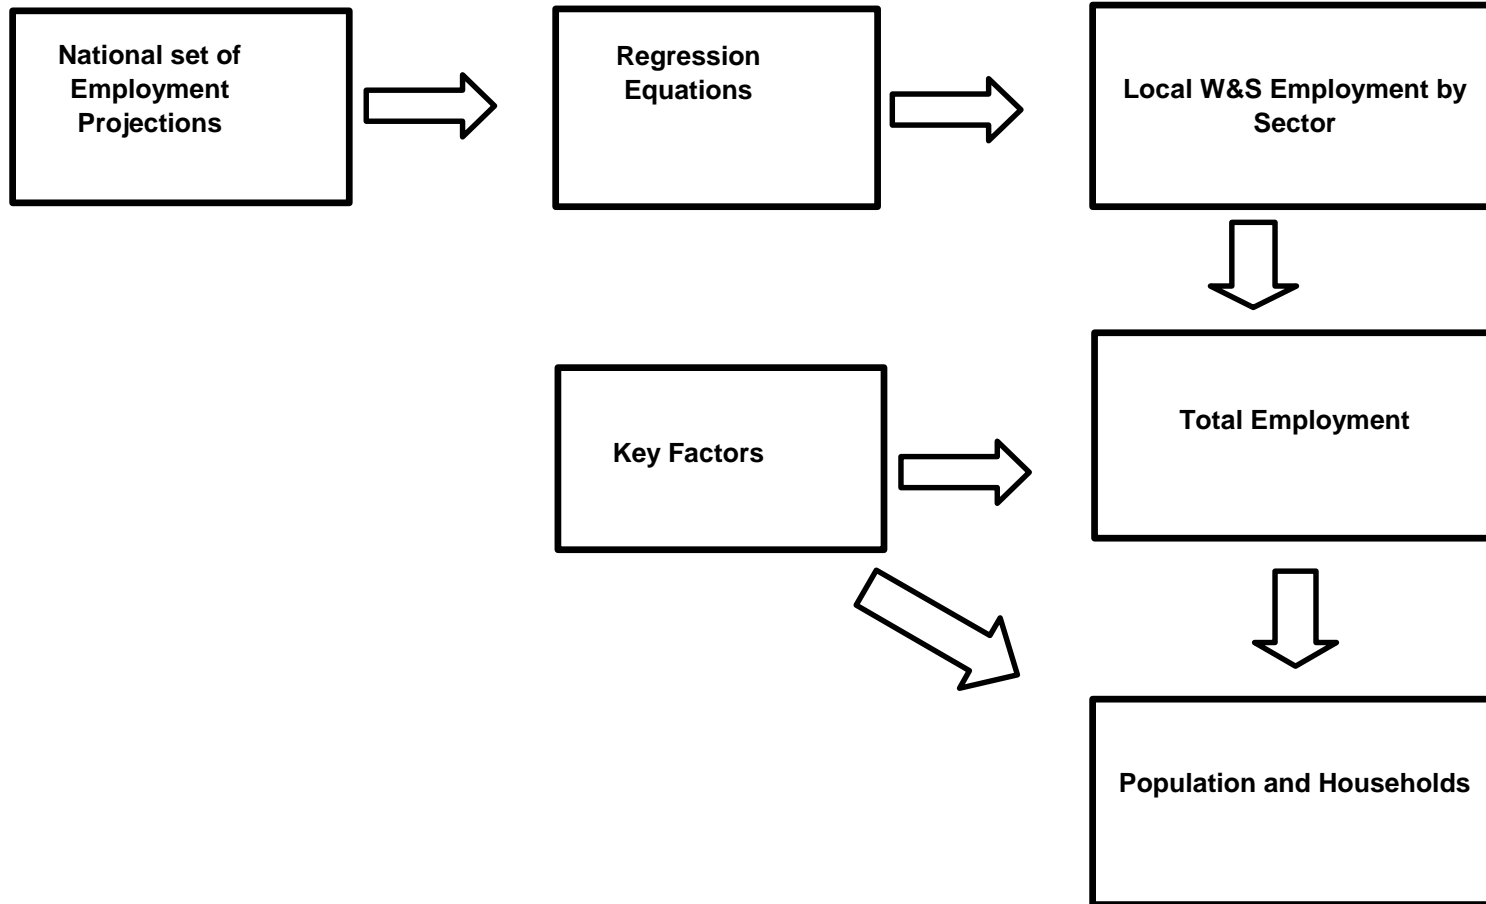 National set of
Employment
Projections
Regression
Equations
Local W&S Employment by
Sector
Key Factors
Total Employment
Population and Households